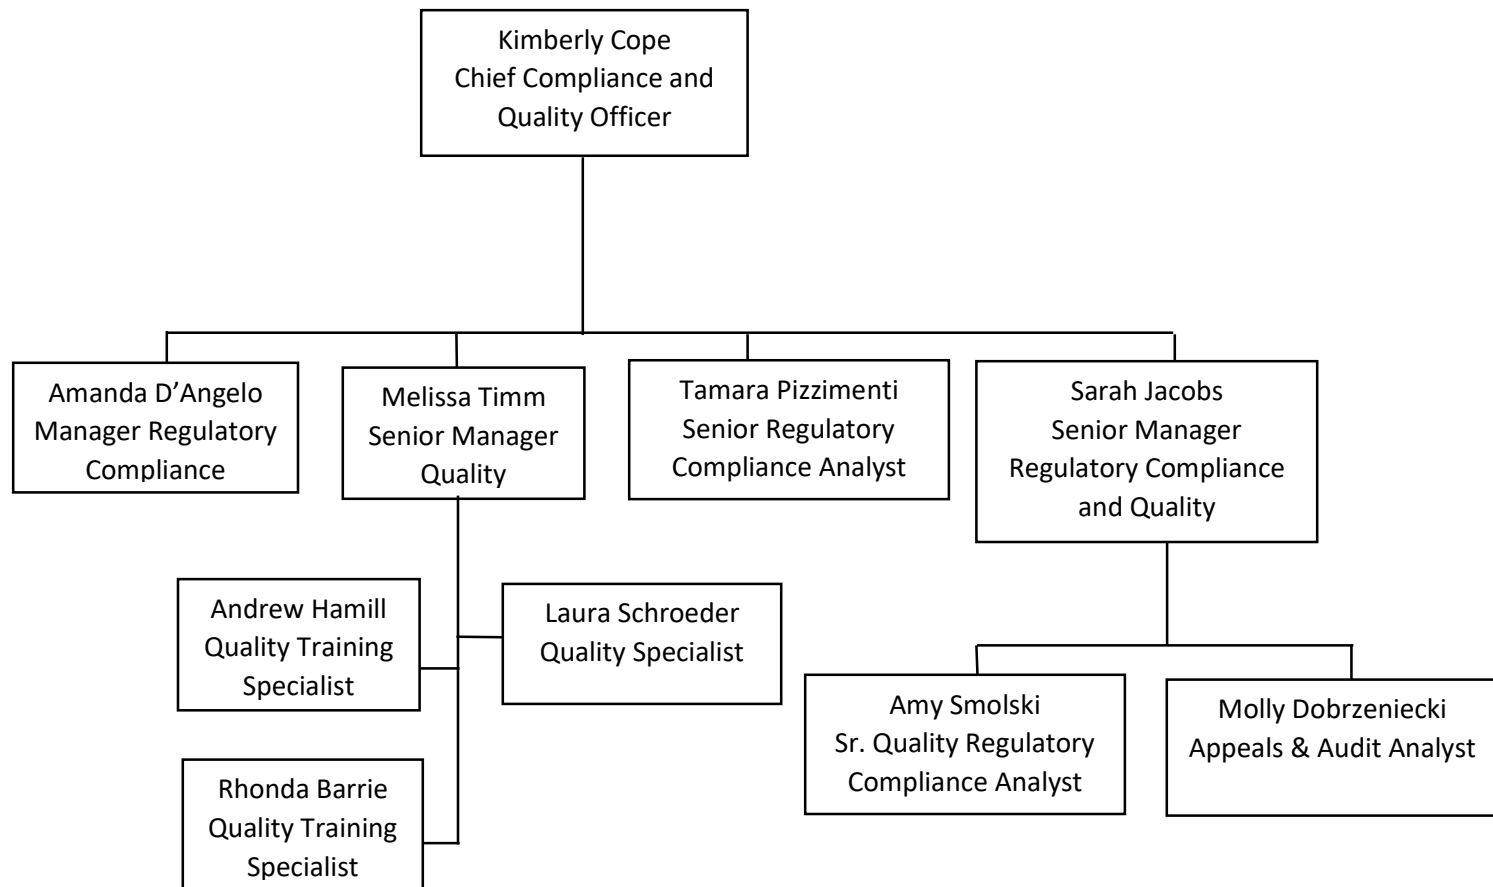 Kimberly Cope
Chief Compliance and
Quality Officer
Amanda D’Angelo
Manager Regulatory
Compliance
Melissa Timm
Senior Manager
Quality
Tamara Pizzimenti
Senior Regulatory
Compliance Analyst
Sarah Jacobs
Senior Manager
Regulatory Compliance
and Quality
Andrew Hamill
Quality Training
Specialist
Laura Schroeder
Quality Specialist
Rhonda Barrie
Quality Training
Specialist
Amy Smolski
Sr. Quality Regulatory
Compliance Analyst
Molly Dobrzeniecki
Appeals & Audit Analyst